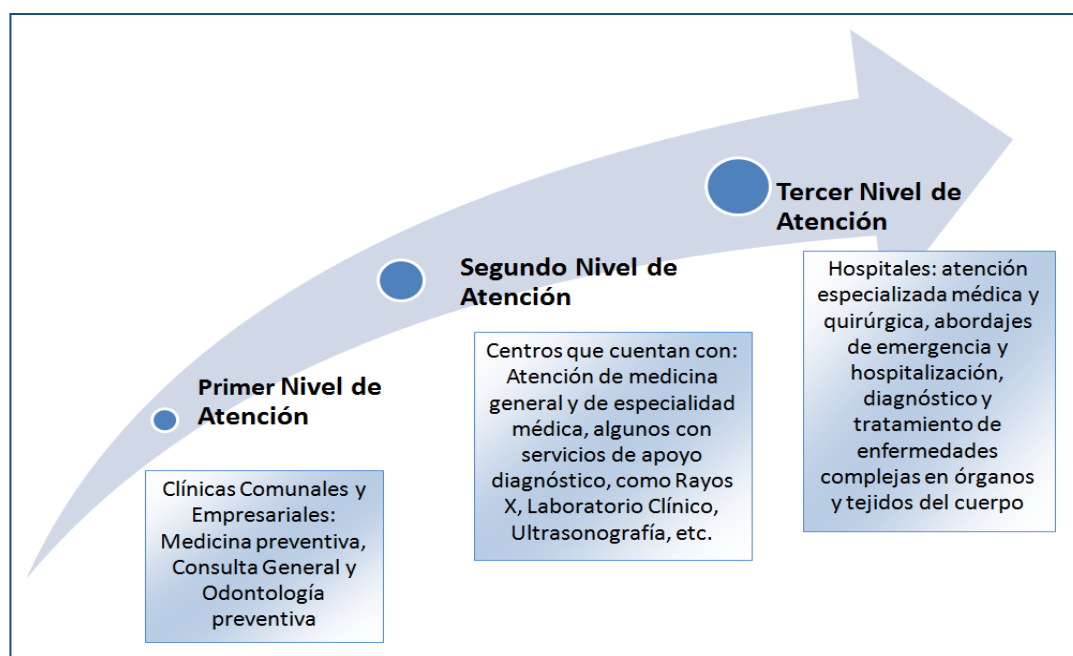 Primer Nivel de
Atención
Clínicas Comunales y
Empresariales:
Medicina preventiva,
Consulta General y
Odontología
preventiva
Segundo Nivel de
Atención
Centros que cuentan con:
Atención de medicina
general y de especialidad
médica, algunos con
servicios de apoyo
diagnóstico, como Rayos
X, Laboratorio Clínico,
Ultrasonografía, etc.
Tercer Nivel de
Atención
Hospitales: atención
especializada médica y
quirúrgica, abordajes
de emergencia y
hospitalización,
diagnóstico y
tratamiento de
enfermedades
complejas en órganos
y tejidos del cuerpo